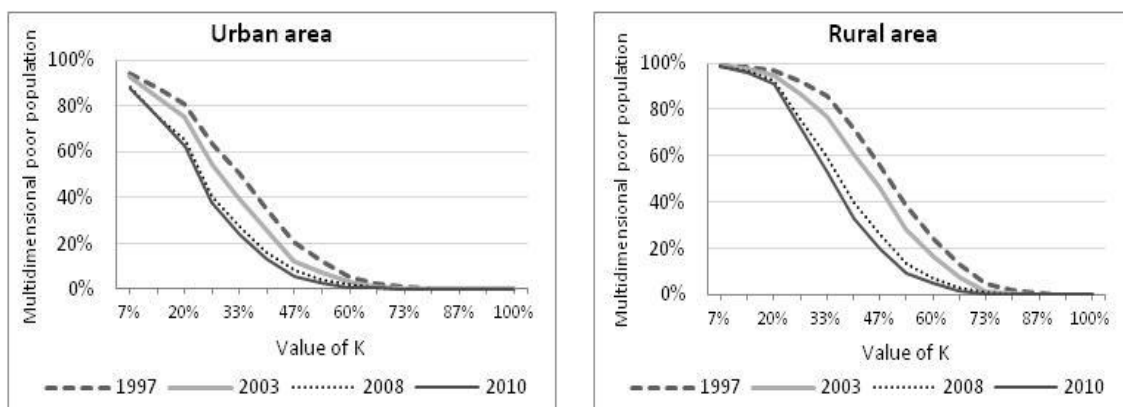 Urban area
Multidimensional poor population
100%
80%
60%
40%
20%
0%
7% 20% 33% 47% 60% 73% 87% 100%
Value of K
1997 2003 2008 2010
Rural area
Multidimensional poor population
100%
80%
60%
40%
20%
0%
7% 20% 33% 47% 60% 73% 87% 100%
Value of K
1997 2003 2008 2010